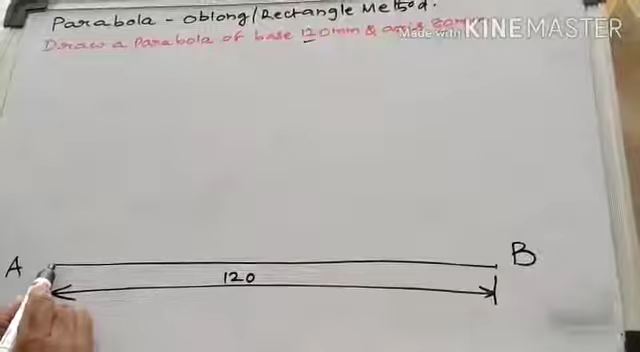 Parabola - Oblong/Rectangle Method.
Draw a Parabola of base 120mm & axis
Made with KINEMASTER
A
B
120